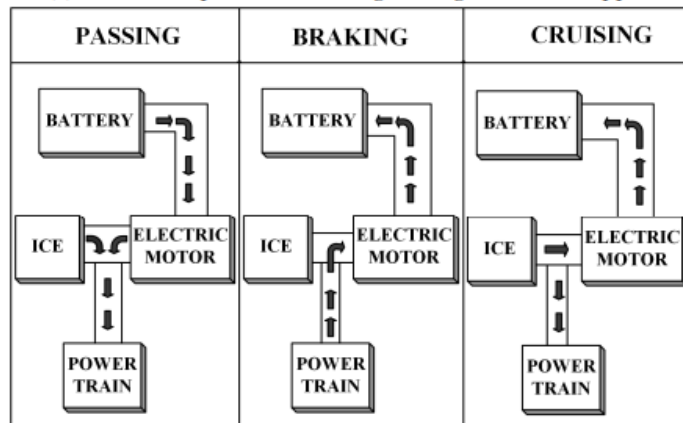 PASSING
BRAKING
CRUISING
BATTERY
ICE
ELECTRIC
MOTOR
POWER
TRAIN
BATTERY
ICE
ELECTRIC
MOTOR
POWER
TRAIN
BATTERY
ICE
ELECTRIC
MOTOR
POWER
TRAIN